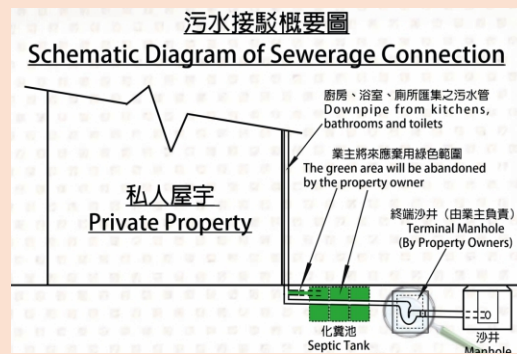 污水接駁概要圖
Schematic Diagram of Sewerage Connection
廚房、浴室、廁所匯集之污水管
Downpipe from kitchens,
bathrooms and toilets
業主將來應棄用綠色範圍
The green area will be abandoned
by the property owner
私人屋宇
Private Property
終端沙井（由業主負責）
Terminal Manhole
(By Property Owners)
化糞池
Septic Tank
沙井
Manhole